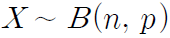 X ~ B(n, p)